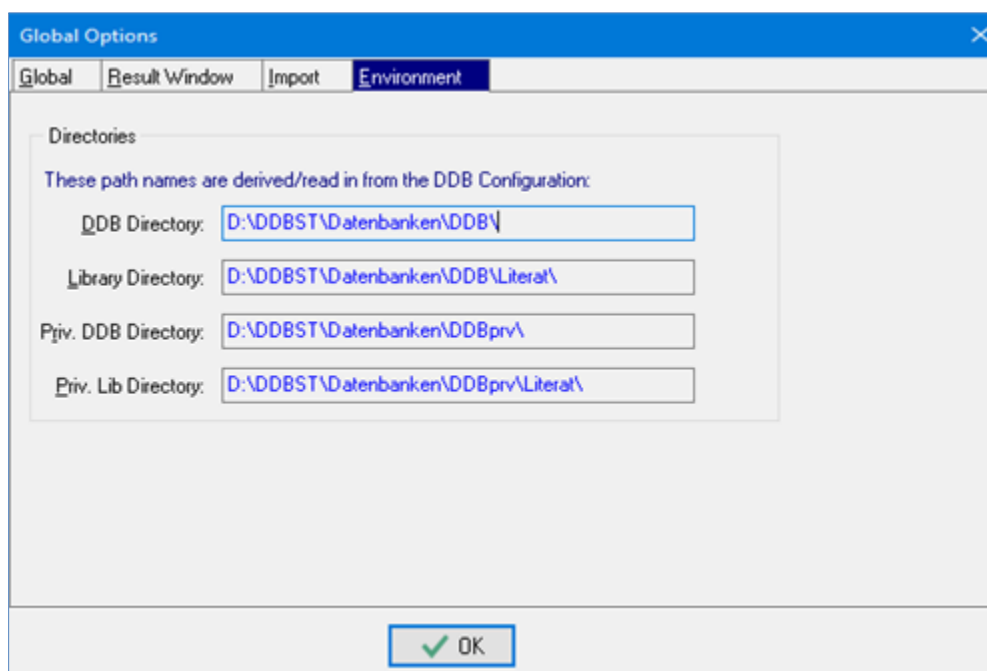 Global Options
Global Result Window Import Environment
Directories
These path names are derived/read in from the DDB Configuration:
DDB Directory: D:\DDBST\Datenbanken\DDB\
Library Directory: D:\DDBST\Datenbanken\DDB\Literat\
Priv. DDB Directory: D:\DDBST\Datenbanken\DDBprv\
Priv. Lib Directory: D:\DDBST\Datenbanken\DDBprv\Literat\
OK